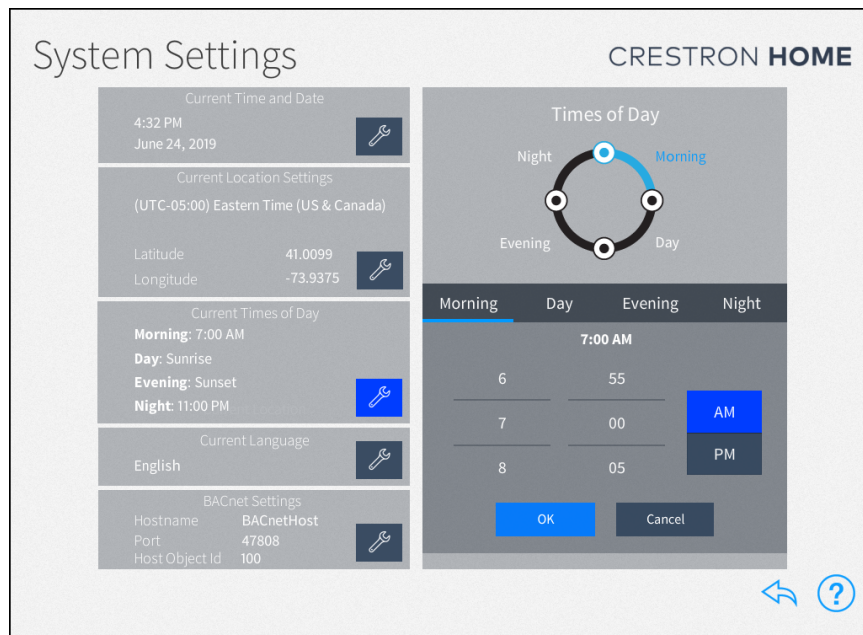 System Settings
CRESTRON HOME
Current Time and Date
4:32 PM
June 24, 2019
Current Location Settings
(UTC-05:00) Eastern Time (US & Canada)
Latitude 41.0099
Longitude -73.9375
Current Times of Day
Morning: 7:00 AM
Day: Sunrise
Evening: Sunset
Night: 11:00 PM
Current Language
English
BACnet Settings
Hostname BACnetHost
Port 47808
Host Object Id 100
Times of Day
Night Morning
Evening Day
Morning Day Evening Night
7:00 AM
6 55
7 00
8 05
AM
PM
OK Cancel
?